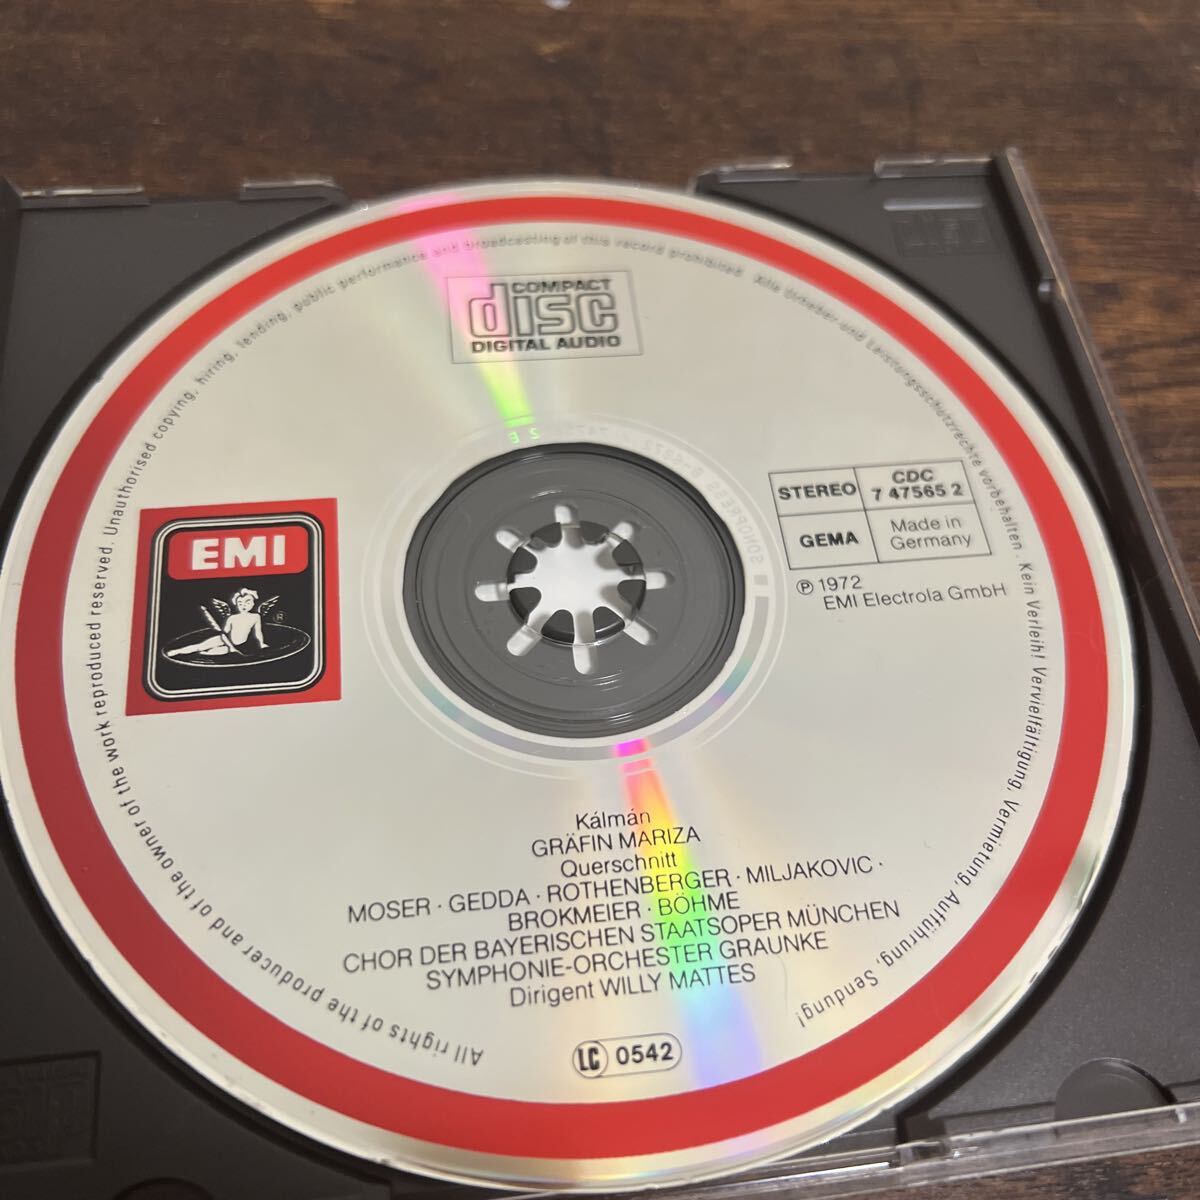 COMPACT
disc
DIGITAL AUDIO
EMI
®
STEREO
CDC
7 47565 2
GEMA
Made in
Germany
℗ 1972
EMI Electrola GmbH
Kálmán
GRÄFIN MARIZA
Querschnitt
MOSER · GEDDA · ROTHENBERGER · MILJAKOVIC ·
BROKMEIER · BÖHME
CHOR DER BAYERISCHEN STAATSOPER MÜNCHEN
SYMPHONIE-ORCHESTER GRAUNKE
Dirigent WILLY MATTES
LC 0542
All rights of the producer and of the owner of the work reproduced reserved. Unauthorised copying, hiring, lending, public performance and broadcasting of this record prohibited Alle Urheber-und Leistungsschutzrechte vorbehalten · Kein Verleih! Vervielfältigung, Vermietung, Aufführung, Sendung!
SONOPRESS
2 B